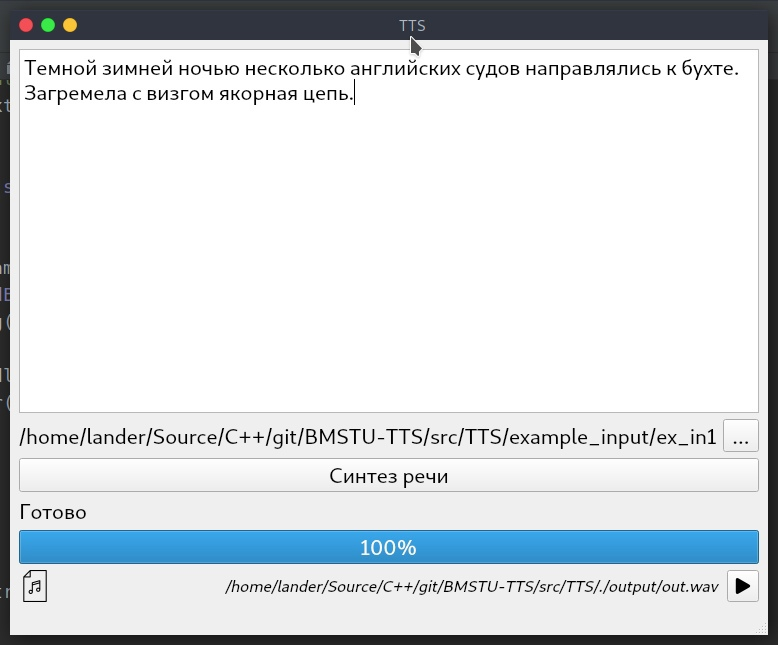 TTS
Темной зимней ночью несколько английских судов направлялись к бухте.
Загремела с визгом якорная цепь.
/home/lander/Source/C++/git/BMSTU-TTS/src/TTS/example_input/ex_in1
...
Синтез речи
Готово
100%
/home/lander/Source/C++/git/BMSTU-TTS/src/TTS/./output/out.wav